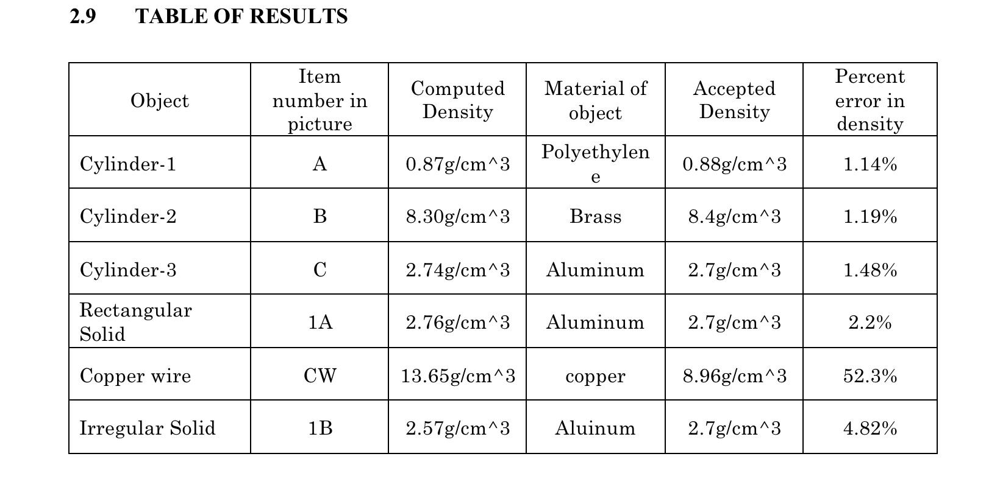 2.9 TABLE OF RESULTS
Object
Item
number in
picture
Computed
Density
Material of
object
Accepted
Density
Percent
error in
density
Cylinder-1
A
0.87g/cm^3
Polyethylen
e
0.88g/cm^3
1.14%
Cylinder-2
B
8.30g/cm^3
Brass
8.4g/cm^3
1.19%
Cylinder-3
C
2.74g/cm^3
Aluminum
2.7g/cm^3
1.48%
Rectangular
Solid
1A
2.76g/cm^3
Aluminum
2.7g/cm^3
2.2%
Copper wire
CW
13.65g/cm^3
copper
8.96g/cm^3
52.3%
Irregular Solid
1B
2.57g/cm^3
Aluinum
2.7g/cm^3
4.82%